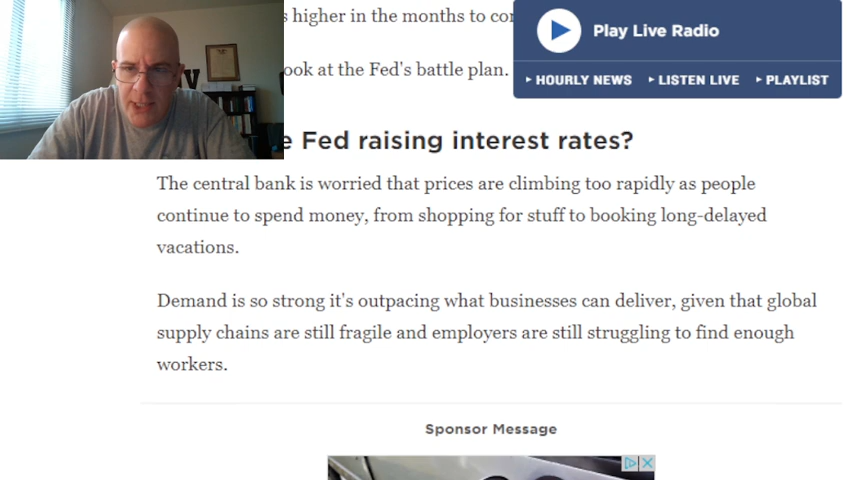 s higher in the months to
ook at the Fed's battle plan.
Play Live Radio
HOURLY NEWS LISTEN LIVE PLAYLIST
e Fed raising interest rates?
The central bank is worried that prices are climbing too rapidly as people
continue to spend money, from shopping for stuff to booking long-delayed
vacations.
Demand is so strong it's outpacing what businesses can deliver, given that global
supply chains are still fragile and employers are still struggling to find enough
workers.
Sponsor Message